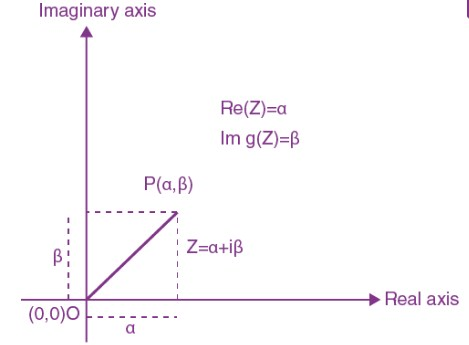 Imaginary axis
Re(Z)=α
Im g(Z)=β
P(α,β)
β
Z=α+iβ
Real axis
(0,0)O
α